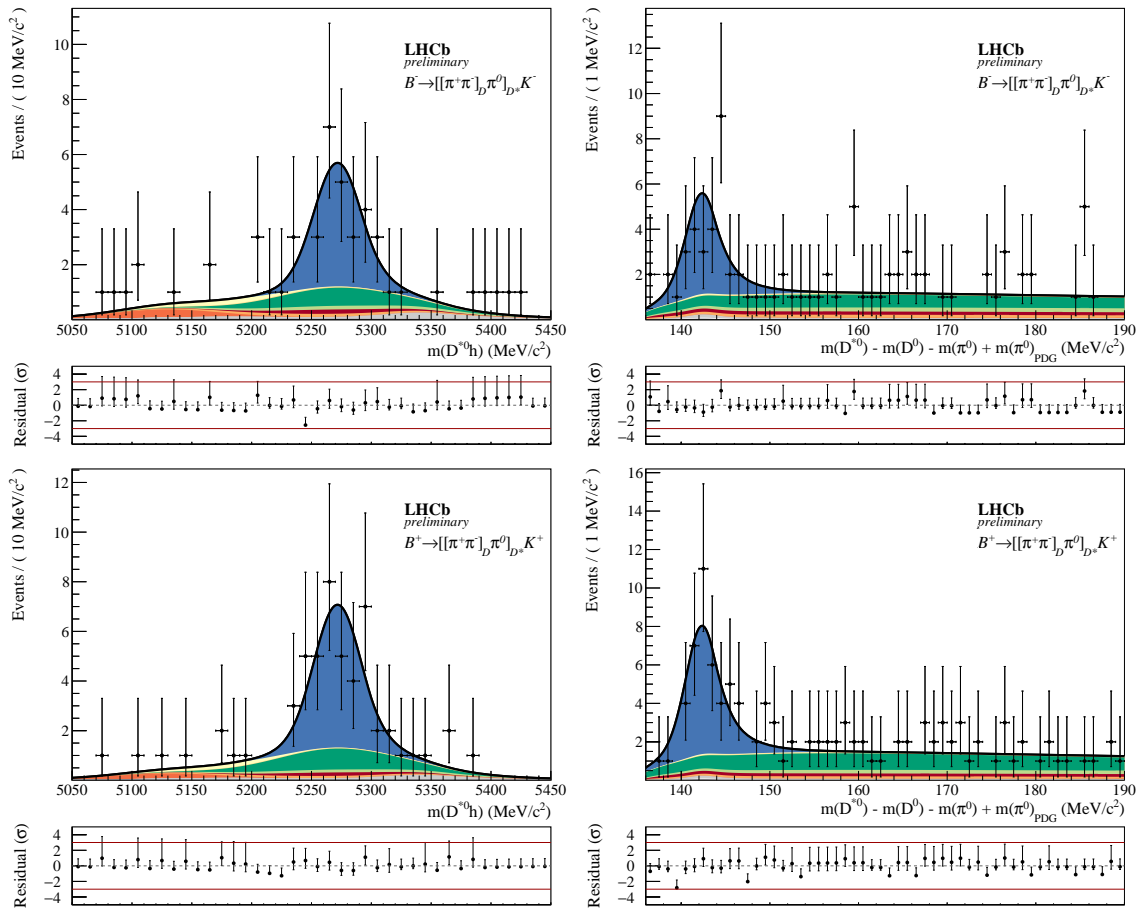 Events / ( 10 MeV/c² )
10
8
6
4
2
LHCb
preliminary
B⁻→[[π⁺π⁻]_D π⁰]_D* K⁻
5050 5100 5150 5200 5250 5300 5350 5400 5450
m(D*⁰h) (MeV/c²)
Residual (σ)
4
2
0
−2
−4
Events / ( 1 MeV/c² )
14
12
10
8
6
4
2
LHCb
preliminary
B⁻→[[π⁺π⁻]_D π⁰]_D* K⁻
140 150 160 170 180 190
m(D*⁰) - m(D⁰) - m(π⁰) + m(π⁰)_PDG (MeV/c²)
Residual (σ)
4
2
0
−2
−4
Events / ( 10 MeV/c² )
12
10
8
6
4
2
LHCb
preliminary
B⁺→[[π⁺π⁻]_D π⁰]_D* K⁺
5050 5100 5150 5200 5250 5300 5350 5400 5450
m(D*⁰h) (MeV/c²)
Residual (σ)
4
2
0
−2
−4
Events / ( 1 MeV/c² )
16
14
12
10
8
6
4
2
LHCb
preliminary
B⁺→[[π⁺π⁻]_D π⁰]_D* K⁺
140 150 160 170 180 190
m(D*⁰) - m(D⁰) - m(π⁰) + m(π⁰)_PDG (MeV/c²)
Residual (σ)
4
2
0
−2
−4